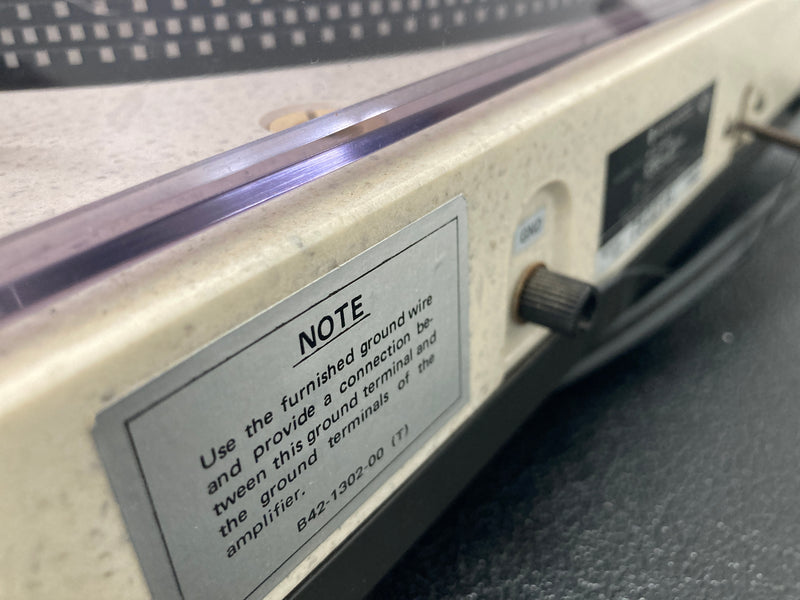 NOTE
Use the furnished ground wire
and provide a connection be-
tween this ground terminal and
the ground terminals of the
amplifier.
B42-1302-00 (T)
GND